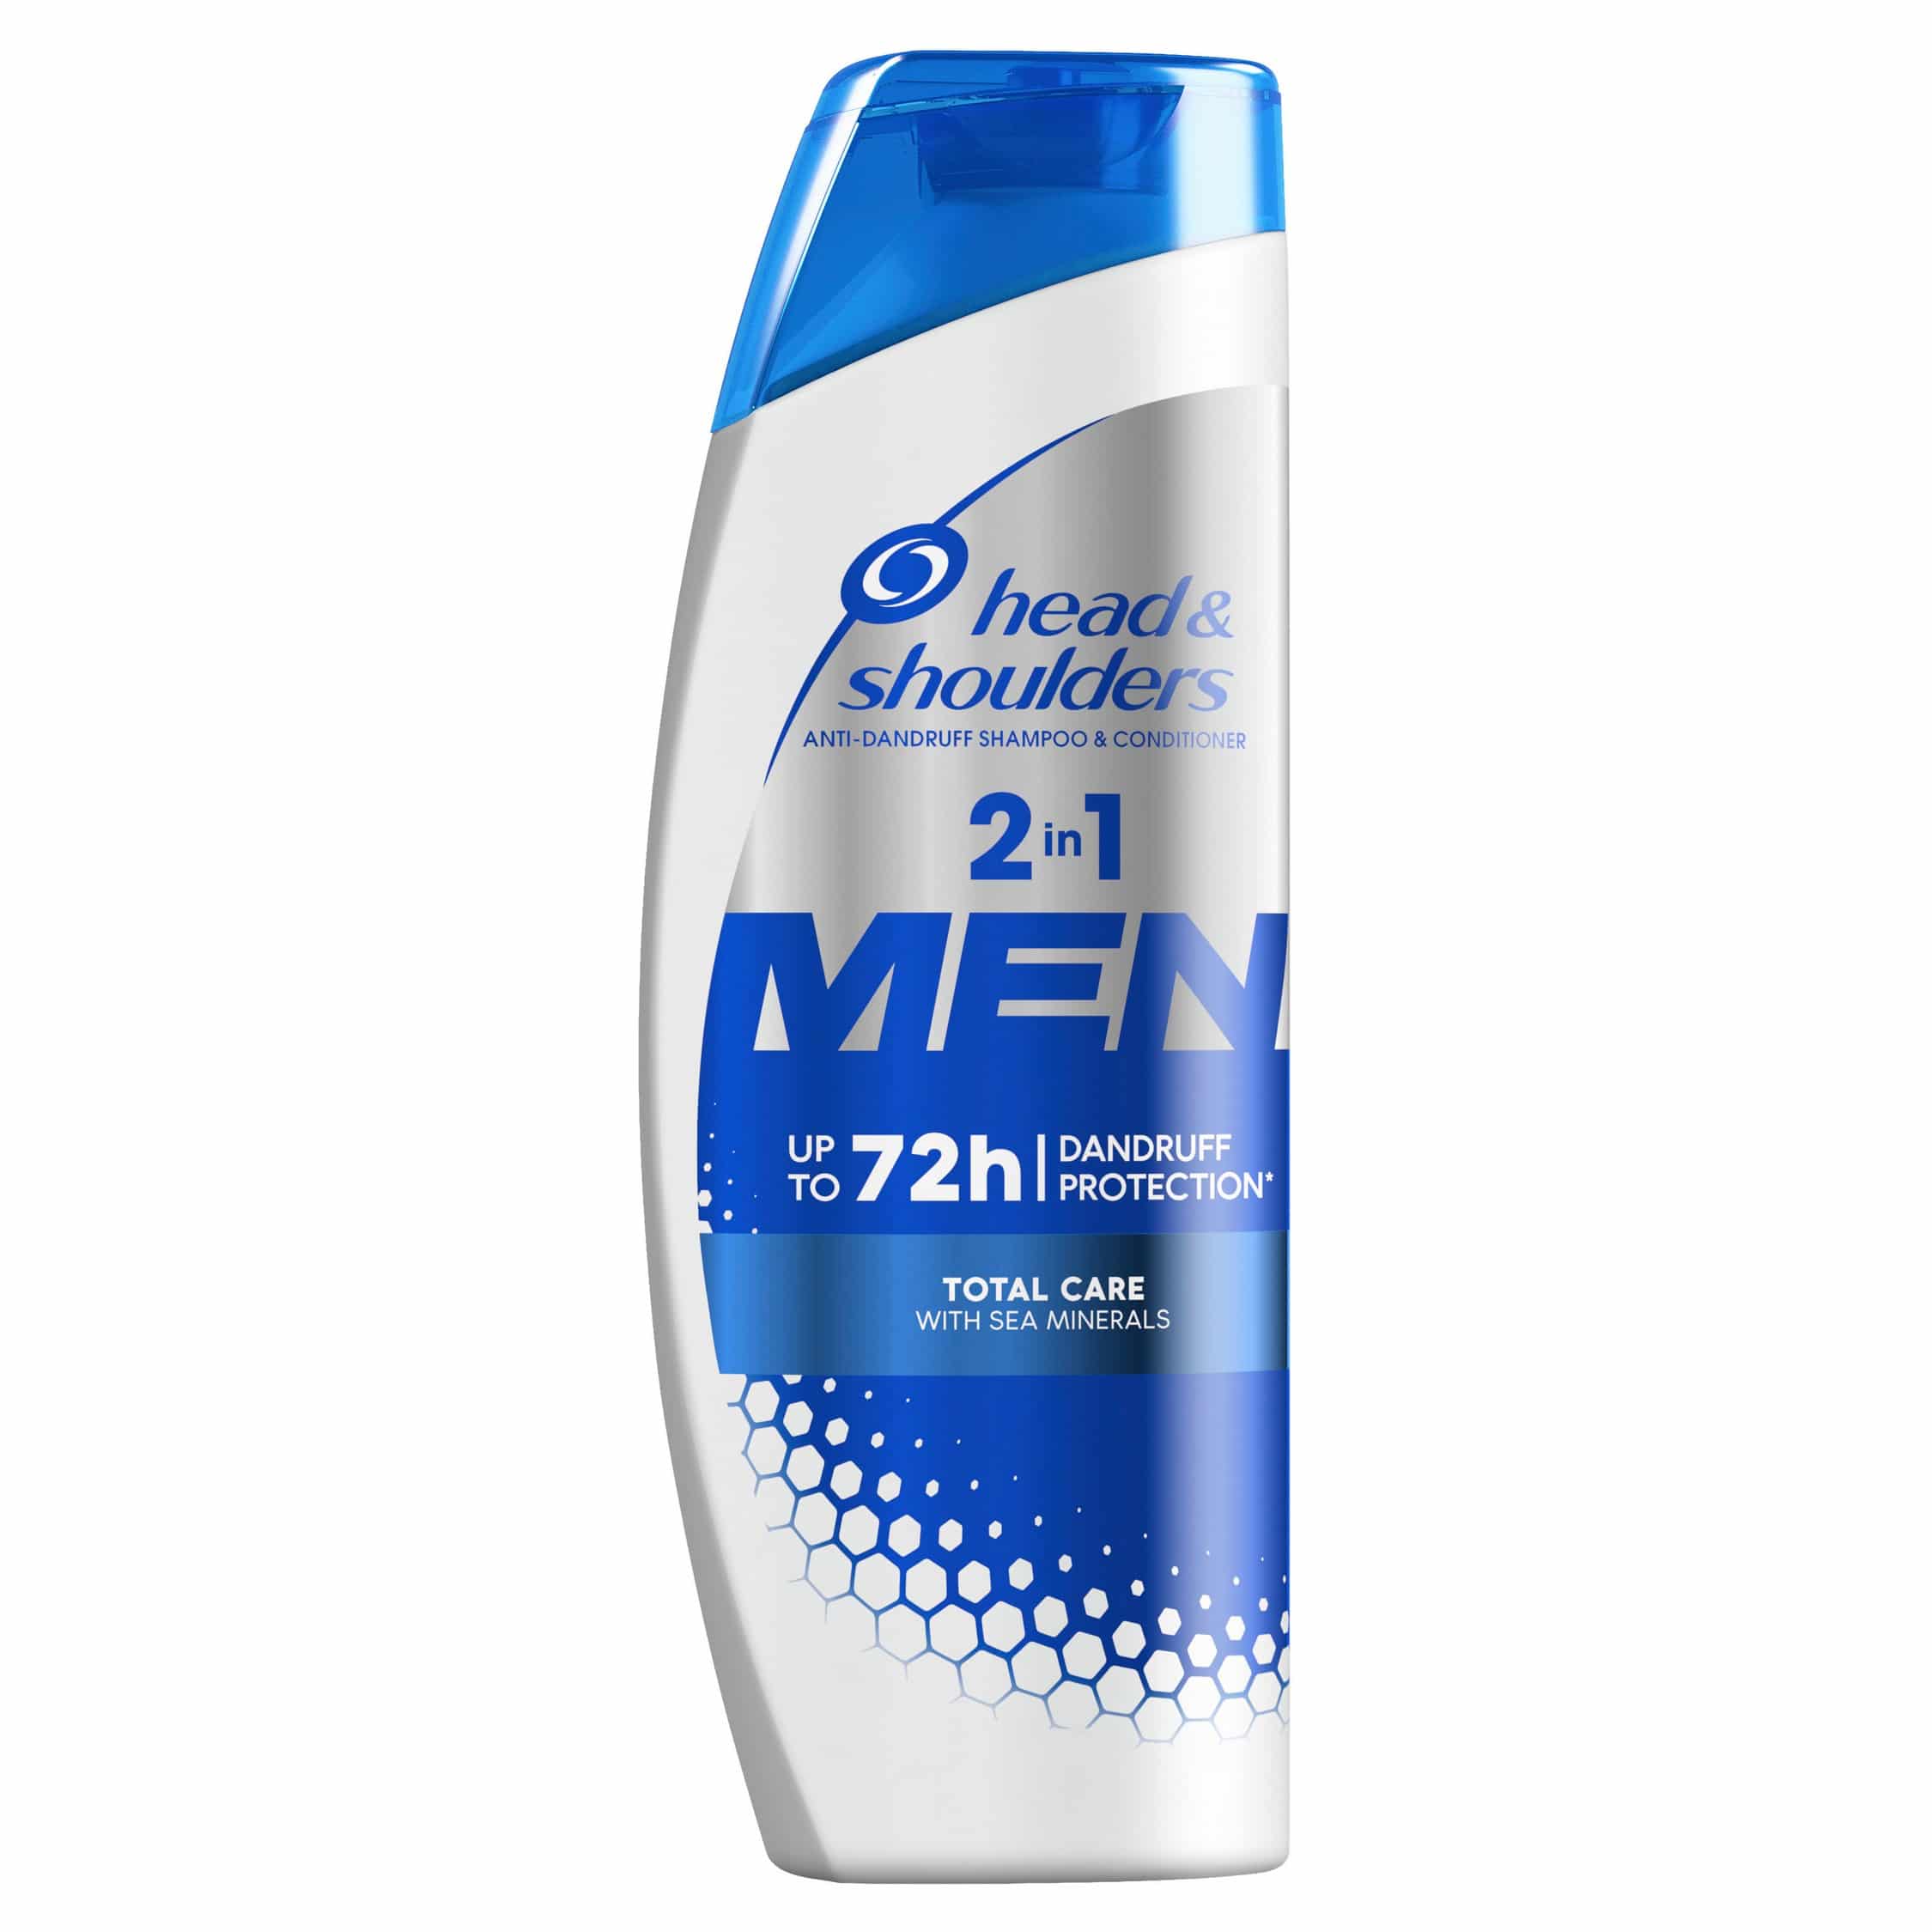 head &
shoulders
ANTI-DANDRUFF SHAMPOO & CONDITIONER
2 in 1
MEN
UP TO 72h | DANDRUFF PROTECTION*
TOTAL CARE
WITH SEA MINERALS